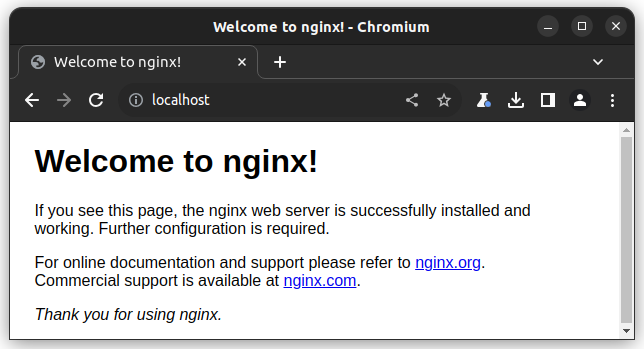 Welcome to nginx! - Chromium
Welcome to nginx!
localhost
Welcome to nginx!
If you see this page, the nginx web server is successfully installed and
working. Further configuration is required.
For online documentation and support please refer to nginx.org.
Commercial support is available at nginx.com.
Thank you for using nginx.